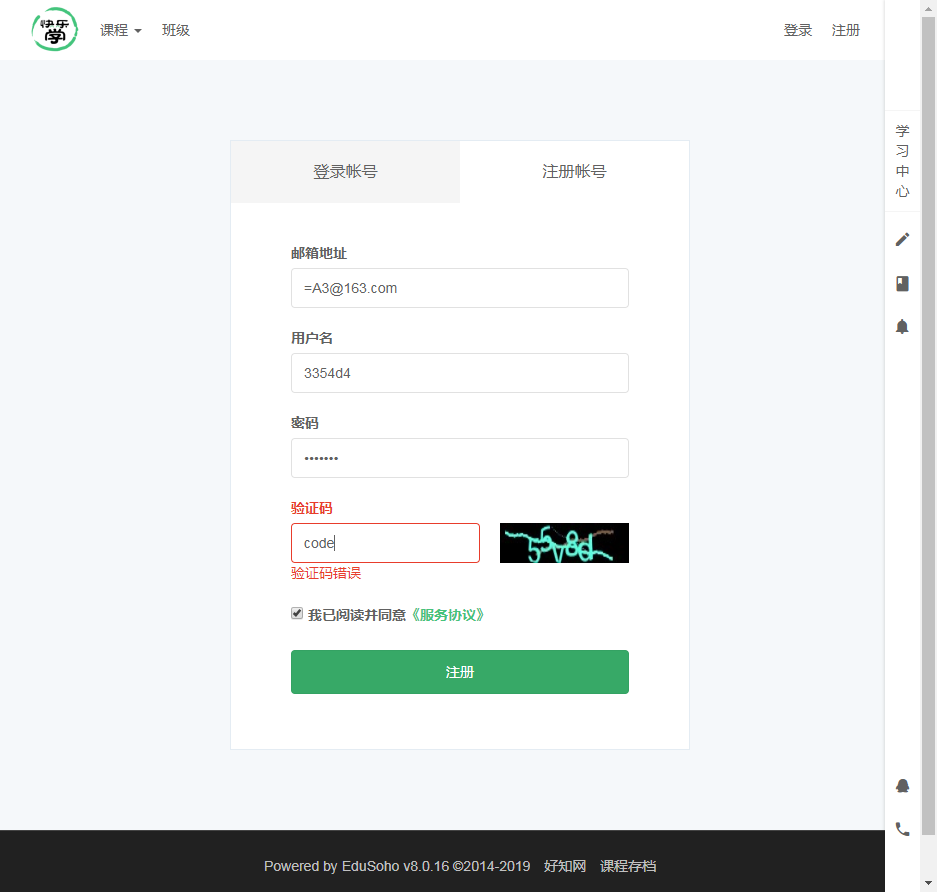 快乐学
课程 班级 登录 注册
学习中心
登录帐号 注册帐号
邮箱地址
=A3@163.com
用户名
3354d4
密码
•••••••
验证码
code
验证码错误
我已阅读并同意《服务协议》
注册
Powered by EduSoho v8.0.16 ©2014-2019 好知网 课程存档